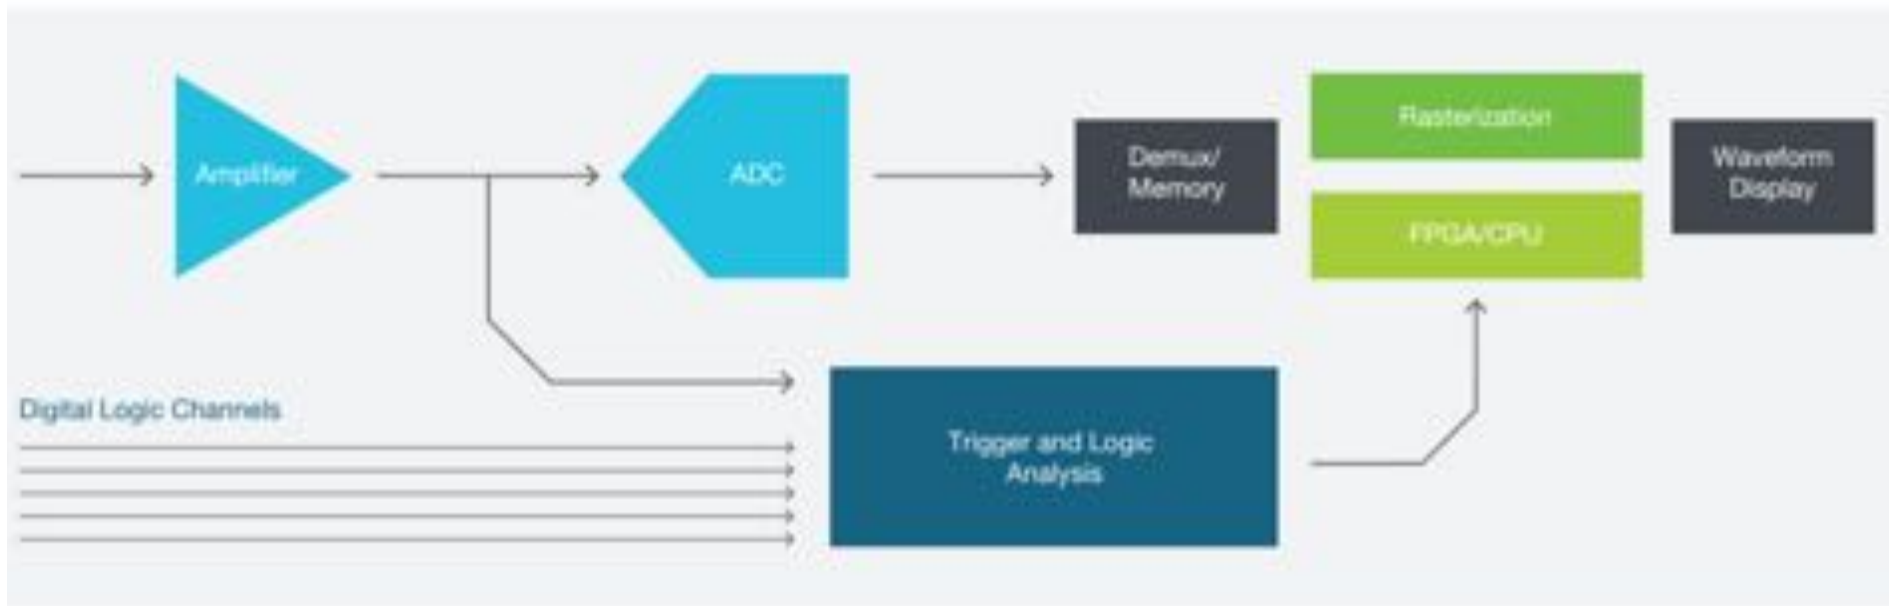 Amplifier
ADC
Demux/
Memory
Rasterization
FPGA/CPU
Waveform
Display
Digital Logic Channels
Trigger and Logic
Analysis